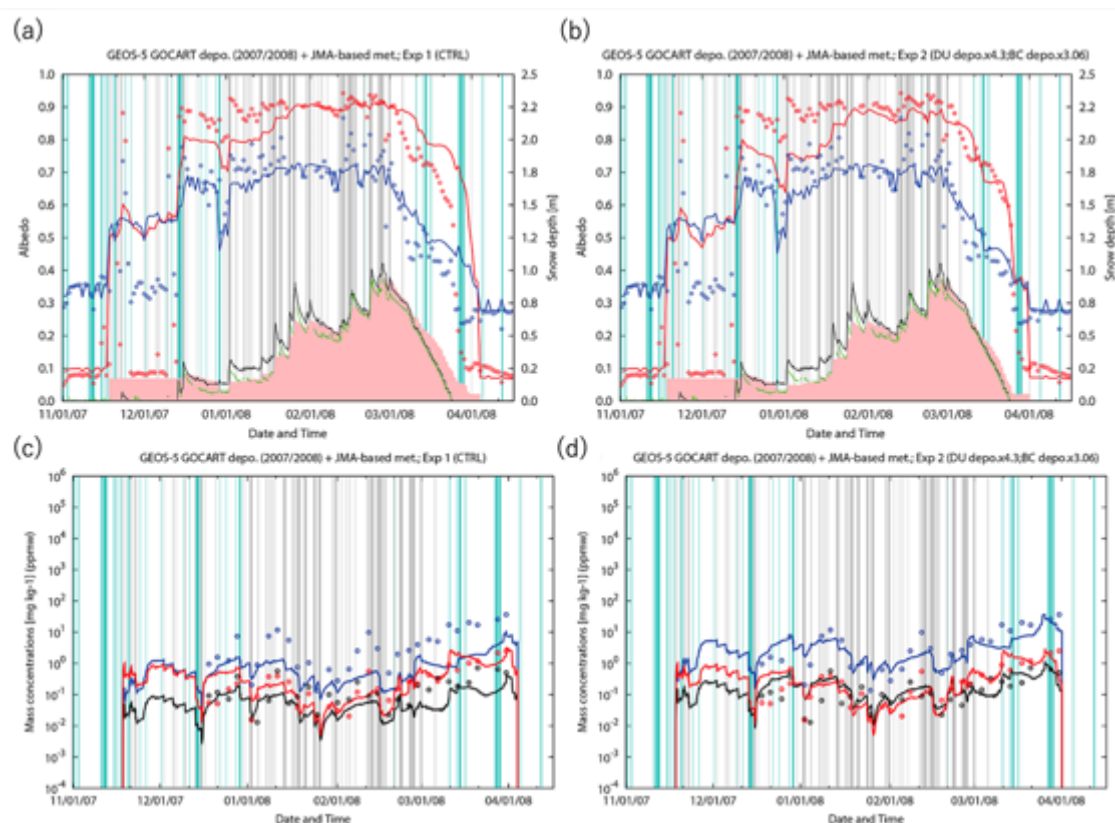 (a)
GEOS-5 GOCART depo. (2007/2008) + JMA-based met.; Exp 1 (CTRL)
1.0 2.5
0.9 2.2
0.8 2.0
0.7 1.8
0.6 1.5
0.5 1.2
0.4 1.0
0.3 0.8
0.2 0.5
0.1 0.2
0.0 0.0
Albedo
Snow depth [m]
11/01/07 12/01/07 01/01/08 02/01/08 03/01/08 04/01/08
Date and Time
(b)
GEOS-5 GOCART depo. (2007/2008) + JMA-based met.; Exp 2 (DU depo.x4.3;BC depo.x3.06)
1.0 2.5
0.9 2.2
0.8 2.0
0.7 1.8
0.6 1.5
0.5 1.2
0.4 1.0
0.3 0.8
0.2 0.5
0.1 0.2
0.0 0.0
Albedo
Snow depth [m]
11/01/07 12/01/07 01/01/08 02/01/08 03/01/08 04/01/08
Date and Time
(c)
GEOS-5 GOCART depo. (2007/2008) + JMA-based met.; Exp 1 (CTRL)
10⁶
10⁵
10⁴
10³
10²
10¹
10⁰
10⁻¹
10⁻²
10⁻³
10⁻⁴
Mass concentrations [mg kg-1] (ppmw)
11/01/07 12/01/07 01/01/08 02/01/08 03/01/08 04/01/08
Date and Time
(d)
GEOS-5 GOCART depo. (2007/2008) + JMA-based met.; Exp 2 (DU depo.x4.3;BC depo.x3.06)
10⁶
10⁵
10⁴
10³
10²
10¹
10⁰
10⁻¹
10⁻²
10⁻³
10⁻⁴
Mass concentrations [mg kg-1] (ppmw)
11/01/07 12/01/07 01/01/08 02/01/08 03/01/08 04/01/08
Date and Time